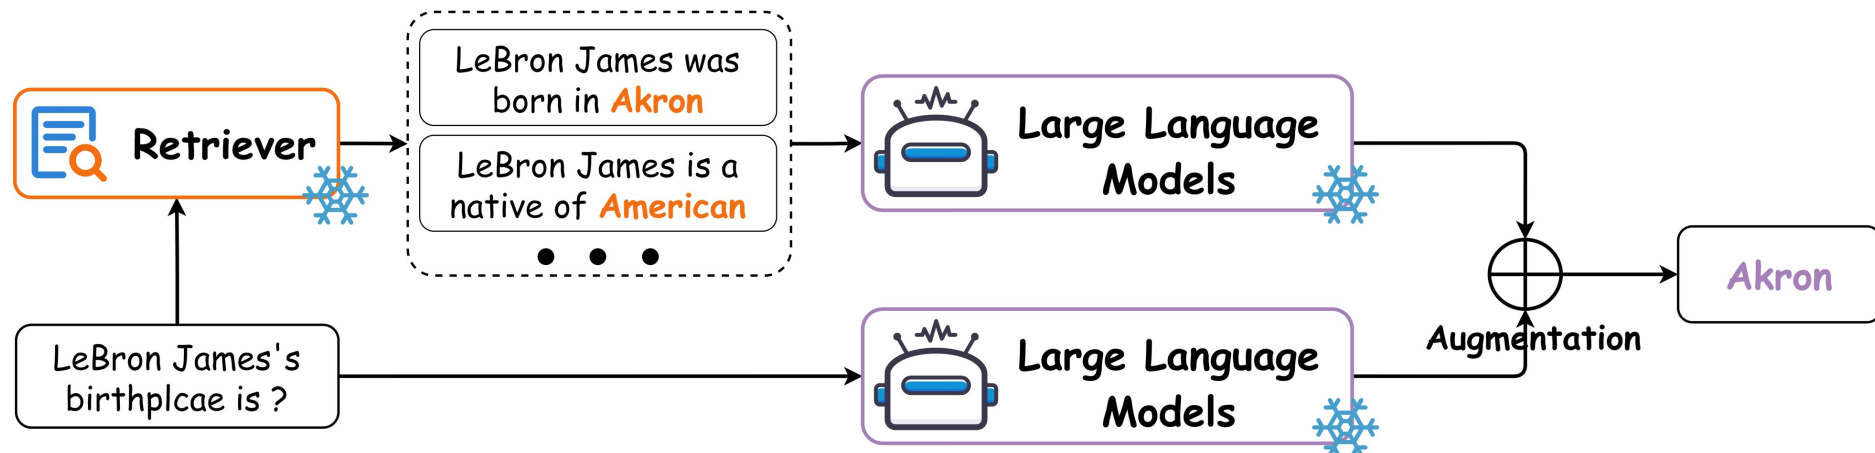 Retriever
LeBron James was
born in Akron
LeBron James is a
native of American
Large Language
Models
LeBron James's
birthplcae is ?
Large Language
Models
Augmentation
Akron